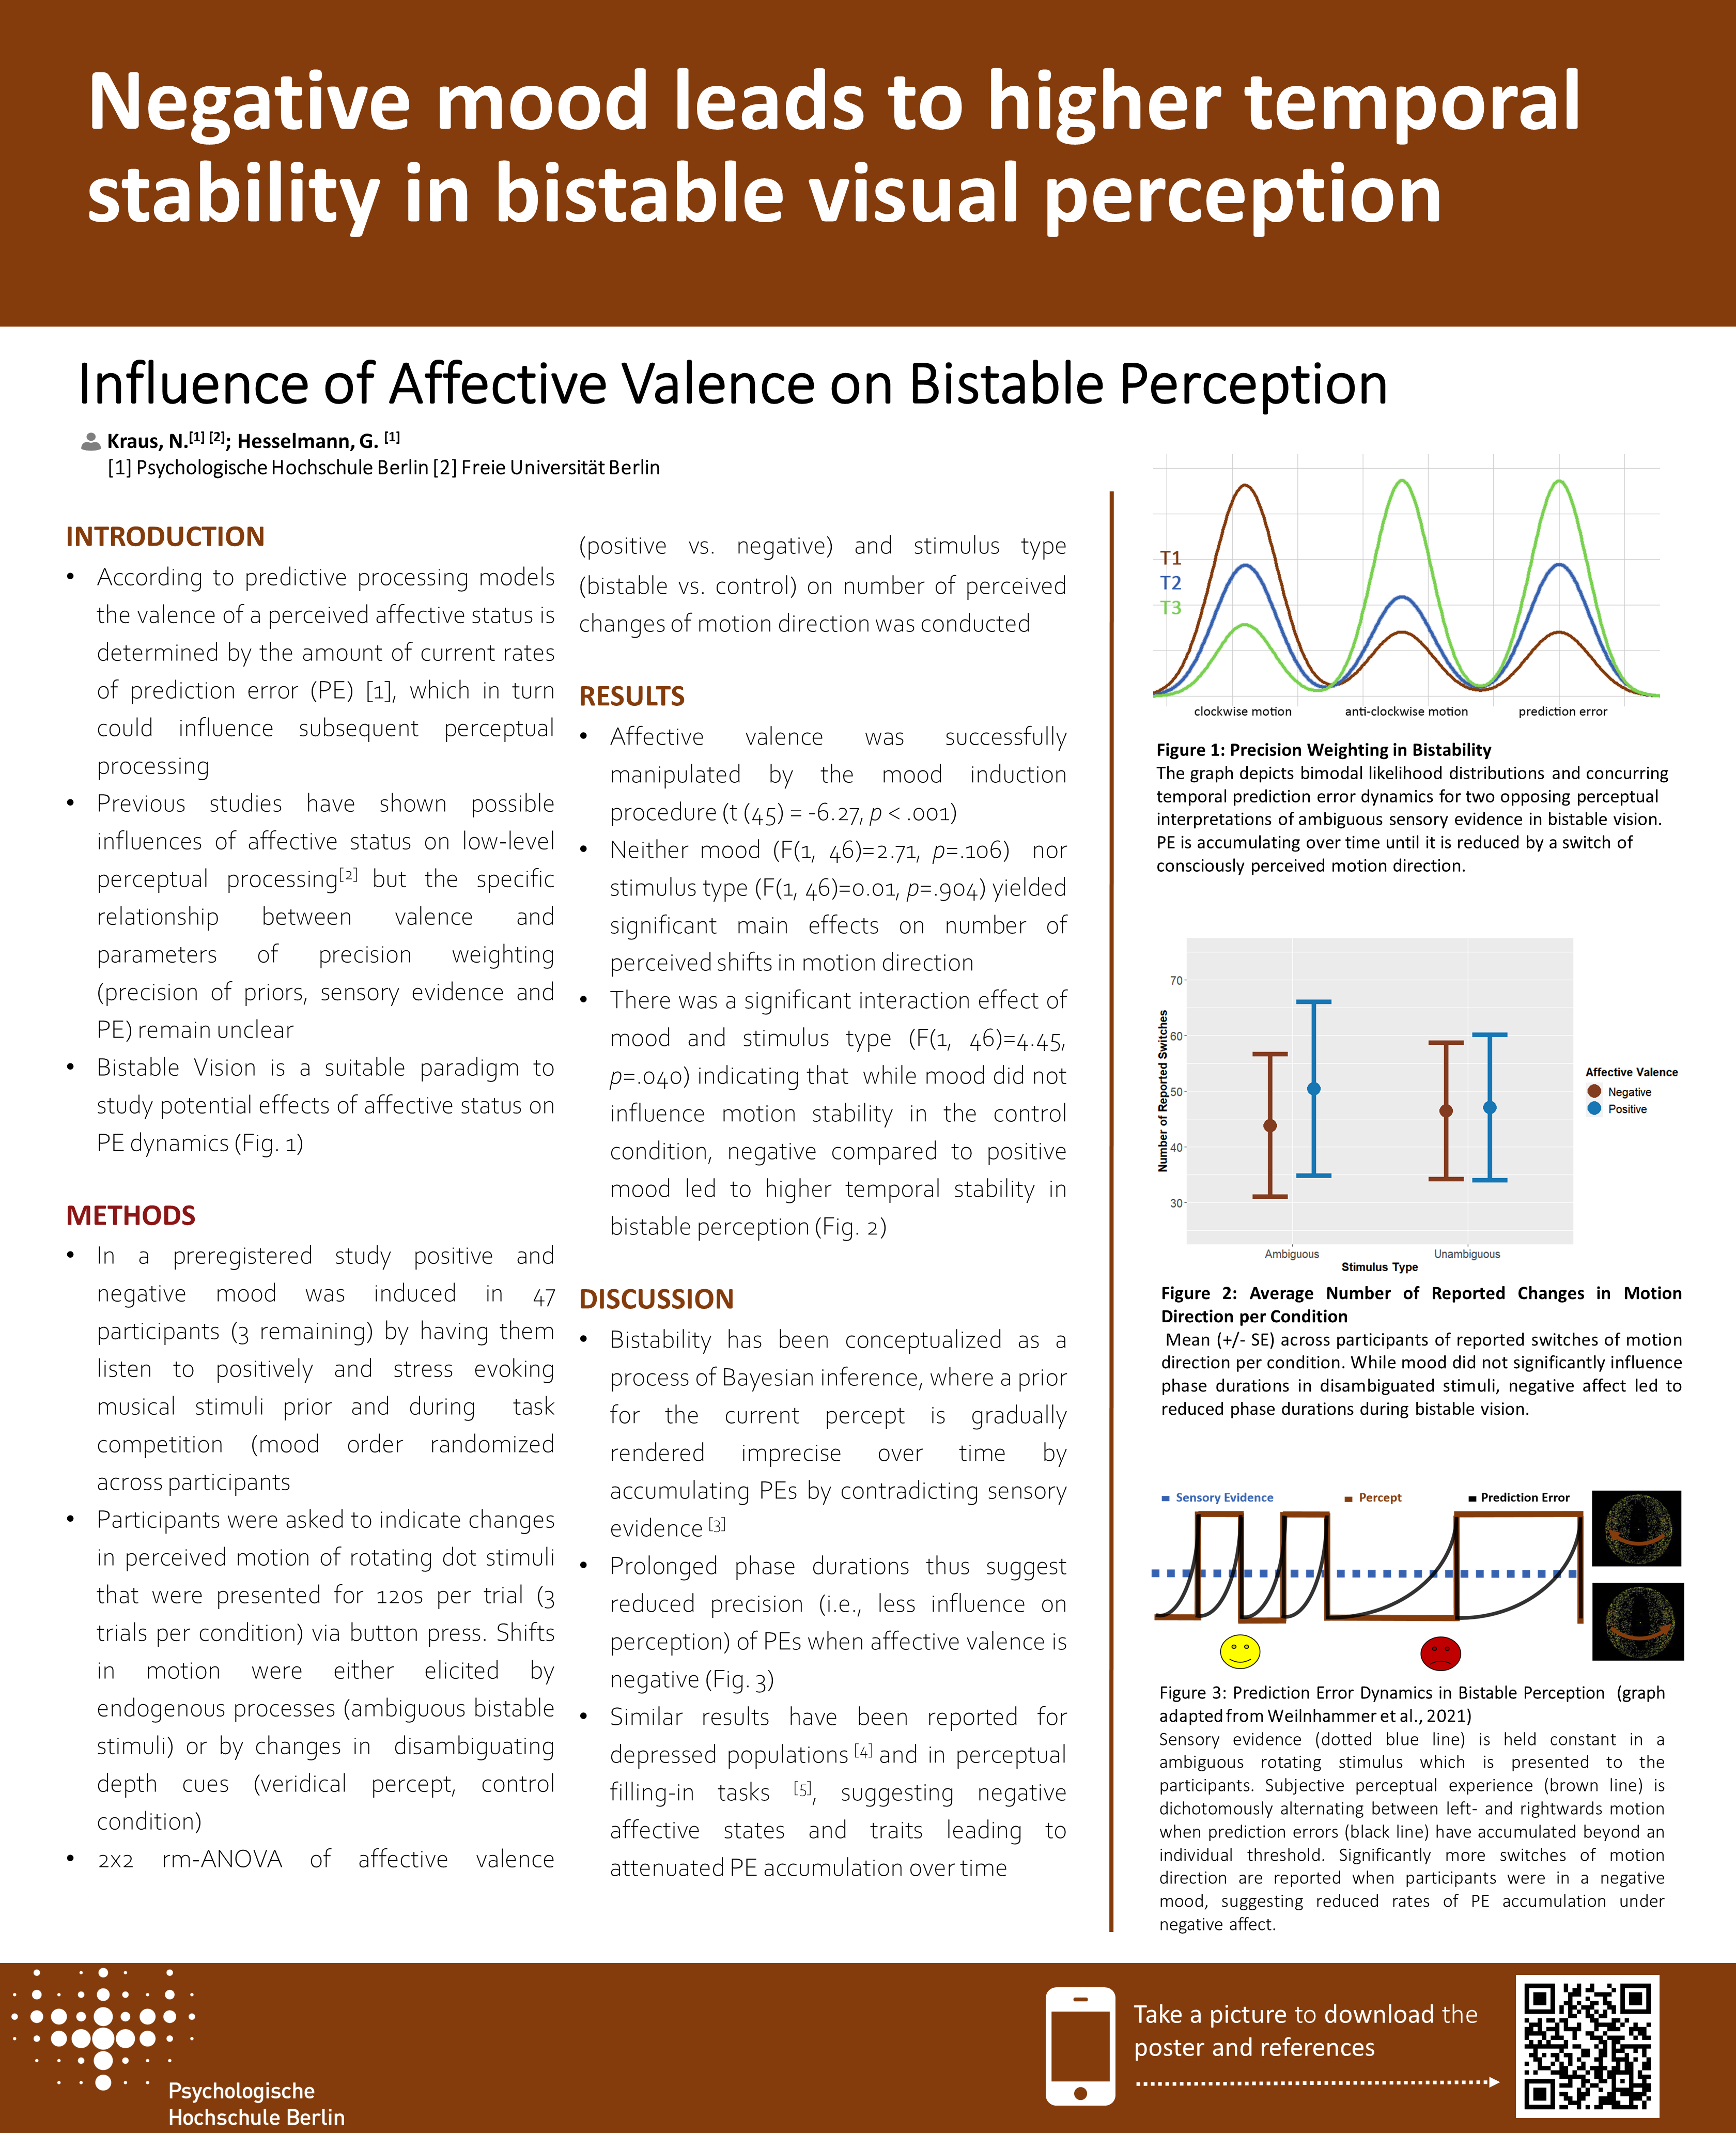 Negative mood leads to higher temporal
stability in bistable visual perception
Influence of Affective Valence on Bistable Perception
Kraus, N.[1] [2]; Hesselmann, G. [1]
[1] Psychologische Hochschule Berlin [2] Freie Universität Berlin
INTRODUCTION
• According to predictive processing models
the valence of a perceived affective status is
determined by the amount of current rates
of prediction error (PE) [1], which in turn
could influence subsequent perceptual
processing
• Previous studies have shown possible
influences of affective status on low-level
perceptual processing[2] but the specific
relationship between valence and
parameters of precision weighting
(precision of priors, sensory evidence and
PE) remain unclear
• Bistable Vision is a suitable paradigm to
study potential effects of affective status on
PE dynamics (Fig. 1)
METHODS
• In a preregistered study positive and
negative mood was induced in 47
participants (3 remaining) by having them
listen to positively and stress evoking
musical stimuli prior and during task
competition (mood order randomized
across participants
• Participants were asked to indicate changes
in perceived motion of rotating dot stimuli
that were presented for 120s per trial (3
trials per condition) via button press. Shifts
in motion were either elicited by
endogenous processes (ambiguous bistable
stimuli) or by changes in disambiguating
depth cues (veridical percept, control
condition)
• 2x2 rm-ANOVA of affective valence
(positive vs. negative) and stimulus type
(bistable vs. control) on number of perceived
changes of motion direction was conducted
RESULTS
• Affective valence was successfully
manipulated by the mood induction
procedure (t (45) = -6.27, p < .001)
• Neither mood (F(1, 46)=2.71, p=.106) nor
stimulus type (F(1, 46)=0.01, p=.904) yielded
significant main effects on number of
perceived shifts in motion direction
• There was a significant interaction effect of
mood and stimulus type (F(1, 46)=4.45,
p=.040) indicating that while mood did not
influence motion stability in the control
condition, negative compared to positive
mood led to higher temporal stability in
bistable perception (Fig. 2)
DISCUSSION
• Bistability has been conceptualized as a
process of Bayesian inference, where a prior
for the current percept is gradually
rendered imprecise over time by
accumulating PEs by contradicting sensory
evidence [3]
• Prolonged phase durations thus suggest
reduced precision (i.e., less influence on
perception) of PEs when affective valence is
negative (Fig. 3)
• Similar results have been reported for
depressed populations [4] and in perceptual
filling-in tasks [5], suggesting negative
affective states and traits leading to
attenuated PE accumulation over time
T1
T2
T3
clockwise motion anti-clockwise motion prediction error
Figure 1: Precision Weighting in Bistability
The graph depicts bimodal likelihood distributions and concurring
temporal prediction error dynamics for two opposing perceptual
interpretations of ambiguous sensory evidence in bistable vision.
PE is accumulating over time until it is reduced by a switch of
consciously perceived motion direction.
Number of Reported Switches
70
60
50
40
30
Ambiguous Unambiguous
Stimulus Type
Affective Valence
Negative
Positive
Figure 2: Average Number of Reported Changes in Motion
Direction per Condition
Mean (+/- SE) across participants of reported switches of motion
direction per condition. While mood did not significantly influence
phase durations in disambiguated stimuli, negative affect led to
reduced phase durations during bistable vision.
Sensory Evidence Percept Prediction Error
Figure 3: Prediction Error Dynamics in Bistable Perception (graph
adapted from Weilnhammer et al., 2021)
Sensory evidence (dotted blue line) is held constant in a
ambiguous rotating stimulus which is presented to the
participants. Subjective perceptual experience (brown line) is
dichotomously alternating between left- and rightwards motion
when prediction errors (black line) have accumulated beyond an
individual threshold. Significantly more switches of motion
direction are reported when participants were in a negative
mood, suggesting reduced rates of PE accumulation under
negative affect.
Psychologische
Hochschule Berlin
Take a picture to download the
poster and references